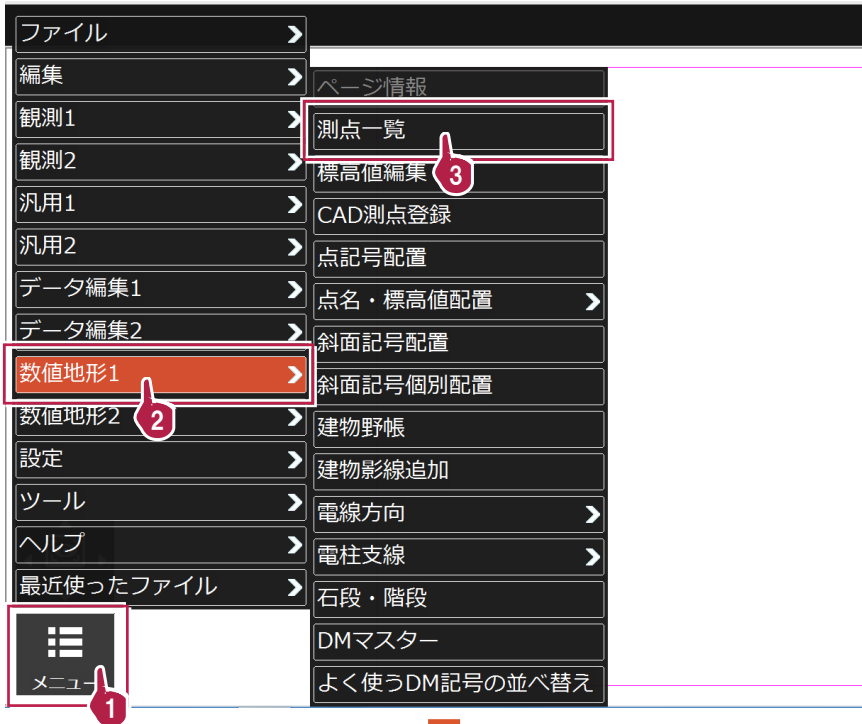 ファイル
編集
観測1
観測2
汎用1
汎用2
データ編集1
データ編集2
数値地形1
2
数値地形2
設定
ツール
ヘルプ
最近使ったファイル
メニュー
1
ページ情報
測点一覧
3
標高値編集
CAD測点登録
点記号配置
点名・標高値配置
斜面記号配置
斜面記号個別配置
建物野帳
建物影線追加
電線方向
電柱支線
石段・階段
DMマスター
よく使うDM記号の並べ替え